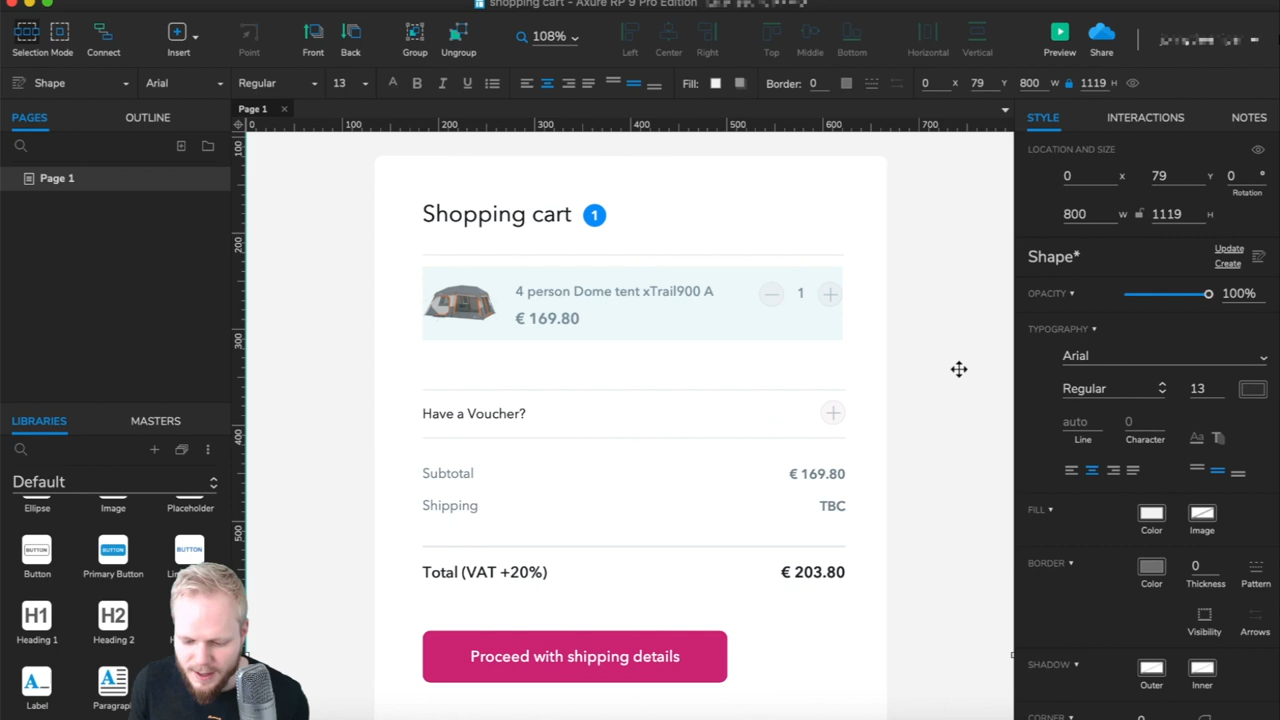 shopping cart - Axure RP 9 Pro Edition
Selection Mode Connect Insert Point Front Back Group Ungroup 108% Left Center Right Top Middle Bottom Horizontal Vertical Preview Share
Shape Arial Regular 13 Fill: Border: 0 0 X 79 Y 800 W 1119 H
PAGES OUTLINE
Page 1
Page 1
0 100 200 300 400 500 600 700
100
200
300
400
500
Shopping cart 1
4 person Dome tent xTrail900 A
1
€ 169.80
Have a Voucher?
Subtotal € 169.80
Shipping TBC
Total (VAT +20%) € 203.80
Proceed with shipping details
LIBRARIES MASTERS
Default
Ellipse Image Placeholder
BUTTON BUTTON BUTTON
Button Primary Button
H1 H2
Heading 1 Heading 2
A
A
Label
STYLE INTERACTIONS NOTES
LOCATION AND SIZE
0 X 79 Y 0 °
Rotation
800 W 1119 H
Shape*
Update
Create
OPACITY 100%
TYPOGRAPHY
Arial
Regular 13
auto 0
Line Character
Aa
FILL
Color Image
BORDER 0
Color Thickness Pattern
Visibility Arrows
SHADOW
Outer Inner